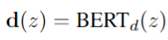 d(z) = BERT_d(z)